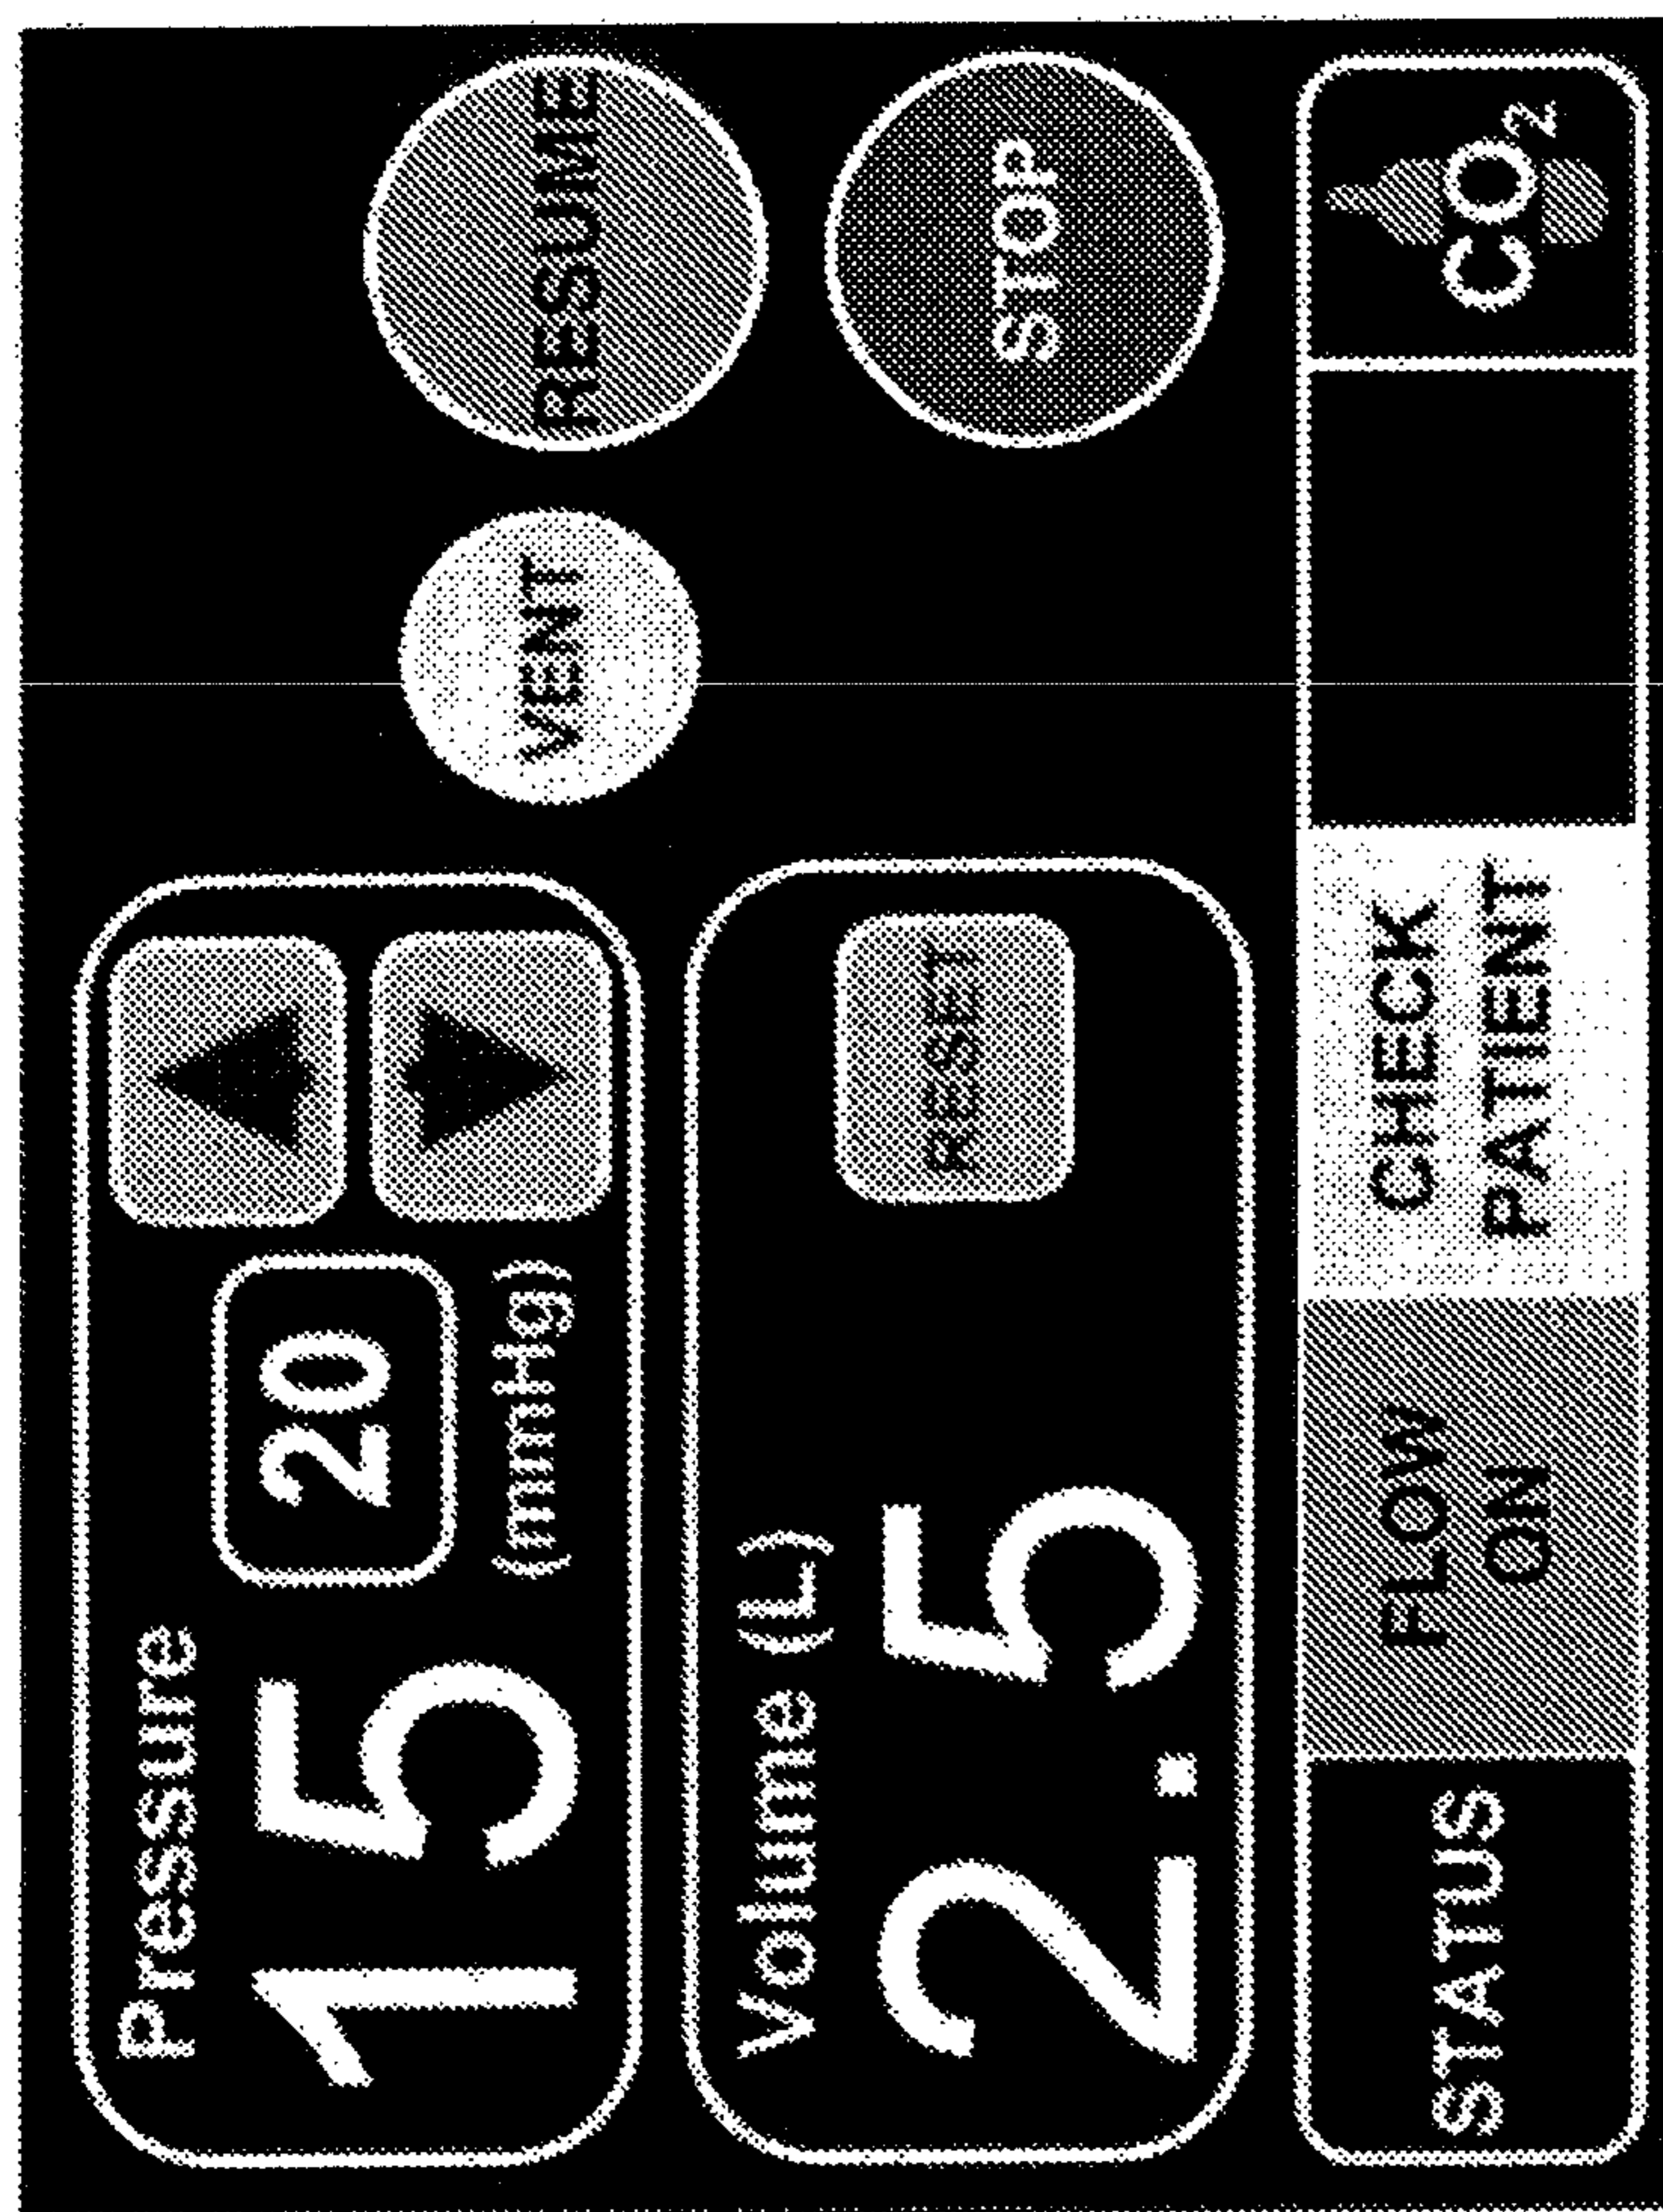 Pressure
15
20
(mmHg)
VENT
RESUME
Volume (L)
2.5
RESET
STOP
STATUS
FLOW
ON
CHECK
PATIENT
CO₂